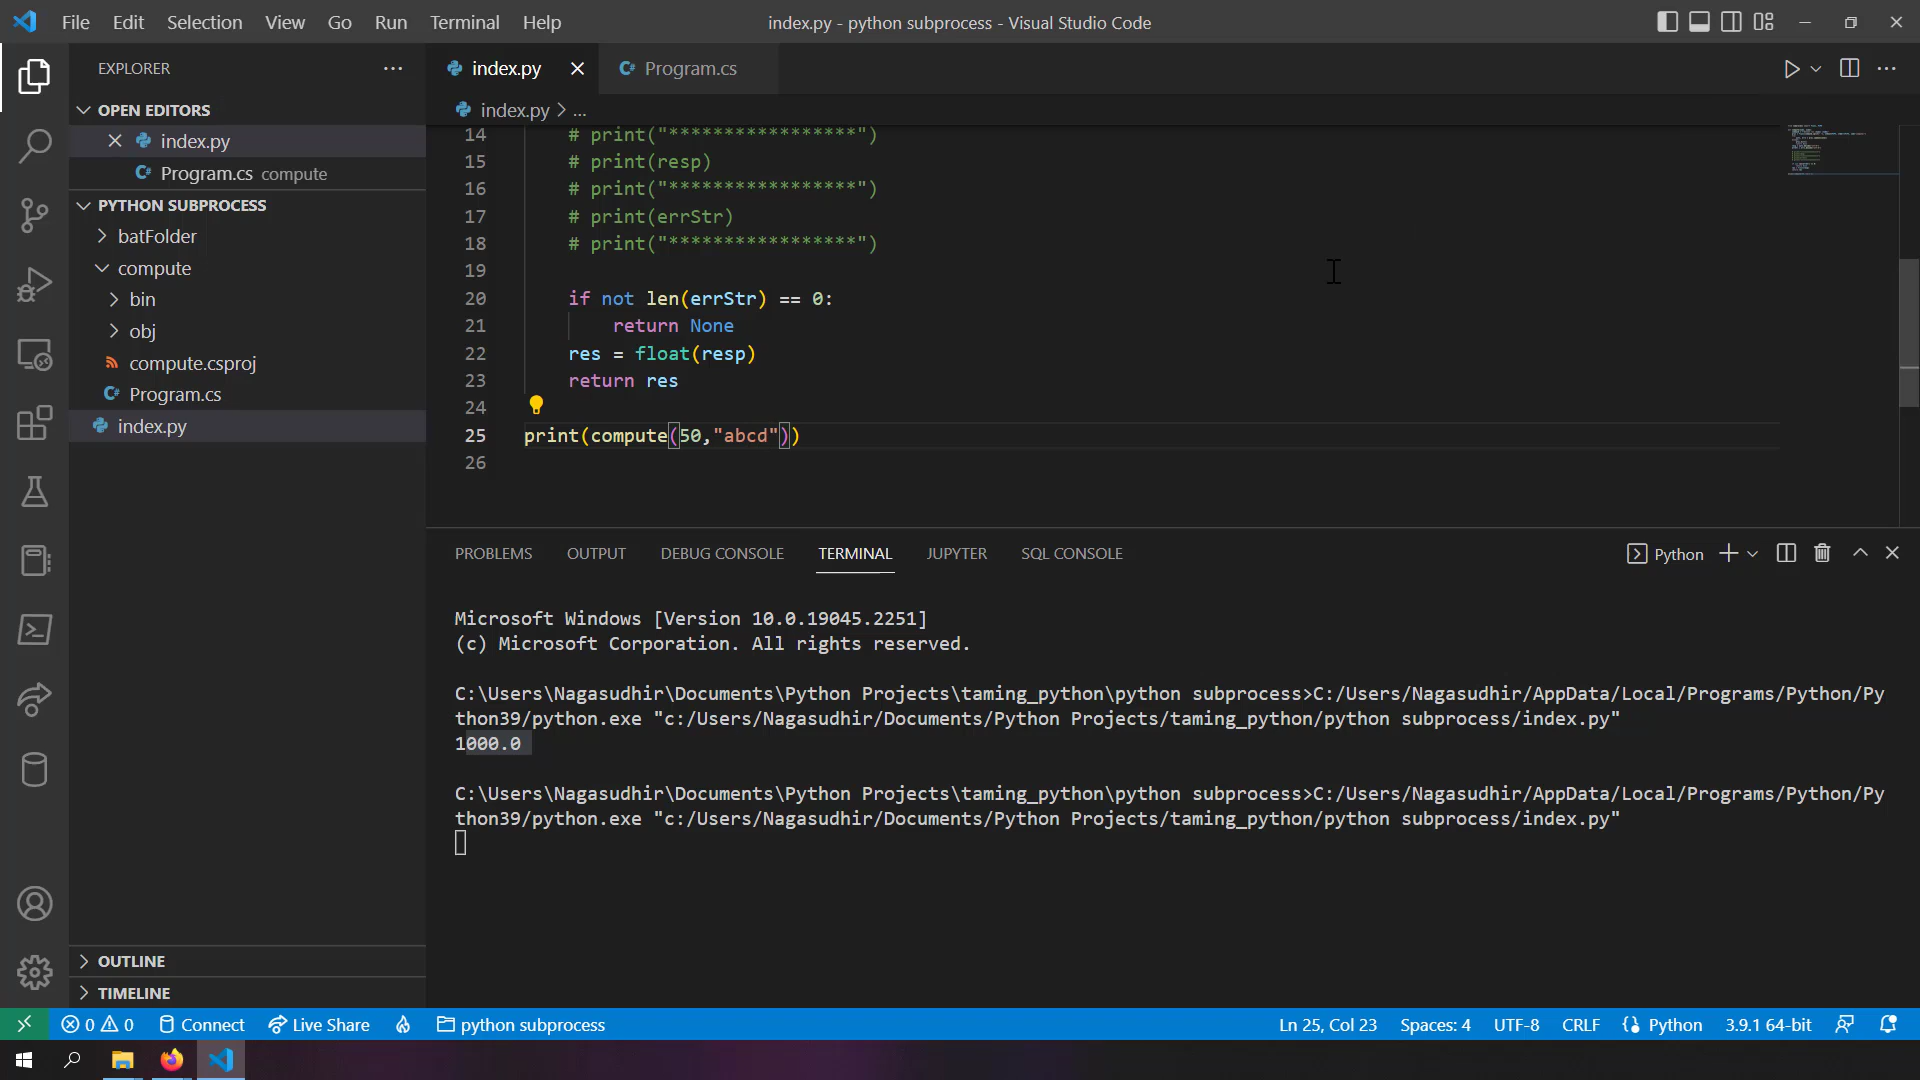 File Edit Selection View Go Run Terminal Help
index.py - python subprocess - Visual Studio Code
EXPLORER
OPEN EDITORS
index.py
Program.cs compute
PYTHON SUBPROCESS
batFolder
compute
bin
obj
compute.csproj
Program.cs
index.py
OUTLINE
TIMELINE
index.py
Program.cs
index.py > ...
14 # print("*****************")
15 # print(resp)
16 # print("*****************")
17 # print(errStr)
18 # print("*****************")
19
20 if not len(errStr) == 0:
21 return None
22 res = float(resp)
23 return res
24
25 print(compute(50,"abcd"))
26
PROBLEMS OUTPUT DEBUG CONSOLE TERMINAL JUPYTER SQL CONSOLE
Python
Microsoft Windows [Version 10.0.19045.2251]
(c) Microsoft Corporation. All rights reserved.
C:\Users\Nagasudhir\Documents\Python Projects\taming_python\python subprocess>C:/Users/Nagasudhir/AppData/Local/Programs/Python/Py
thon39/python.exe "c:/Users/Nagasudhir/Documents/Python Projects/taming_python/python subprocess/index.py"
1000.0
C:\Users\Nagasudhir\Documents\Python Projects\taming_python\python subprocess>C:/Users/Nagasudhir/AppData/Local/Programs/Python/Py
thon39/python.exe "c:/Users/Nagasudhir/Documents/Python Projects/taming_python/python subprocess/index.py"
0 0 Connect Live Share python subprocess
Ln 25, Col 23 Spaces: 4 UTF-8 CRLF Python 3.9.1 64-bit